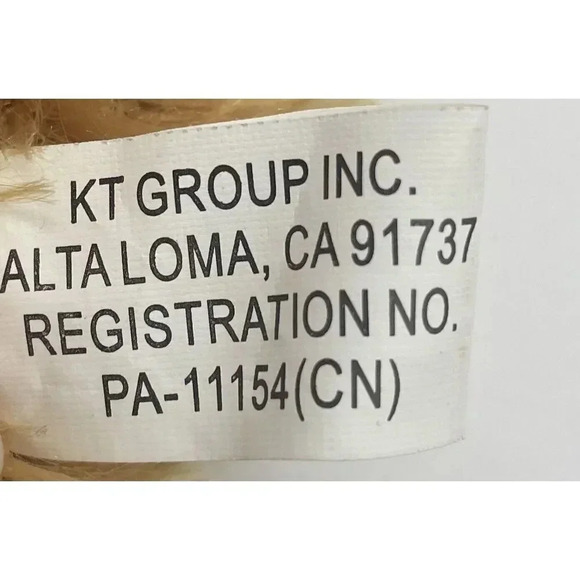 KT GROUP INC.
ALTA LOMA, CA 91737
REGISTRATION NO.
PA-11154(CN)